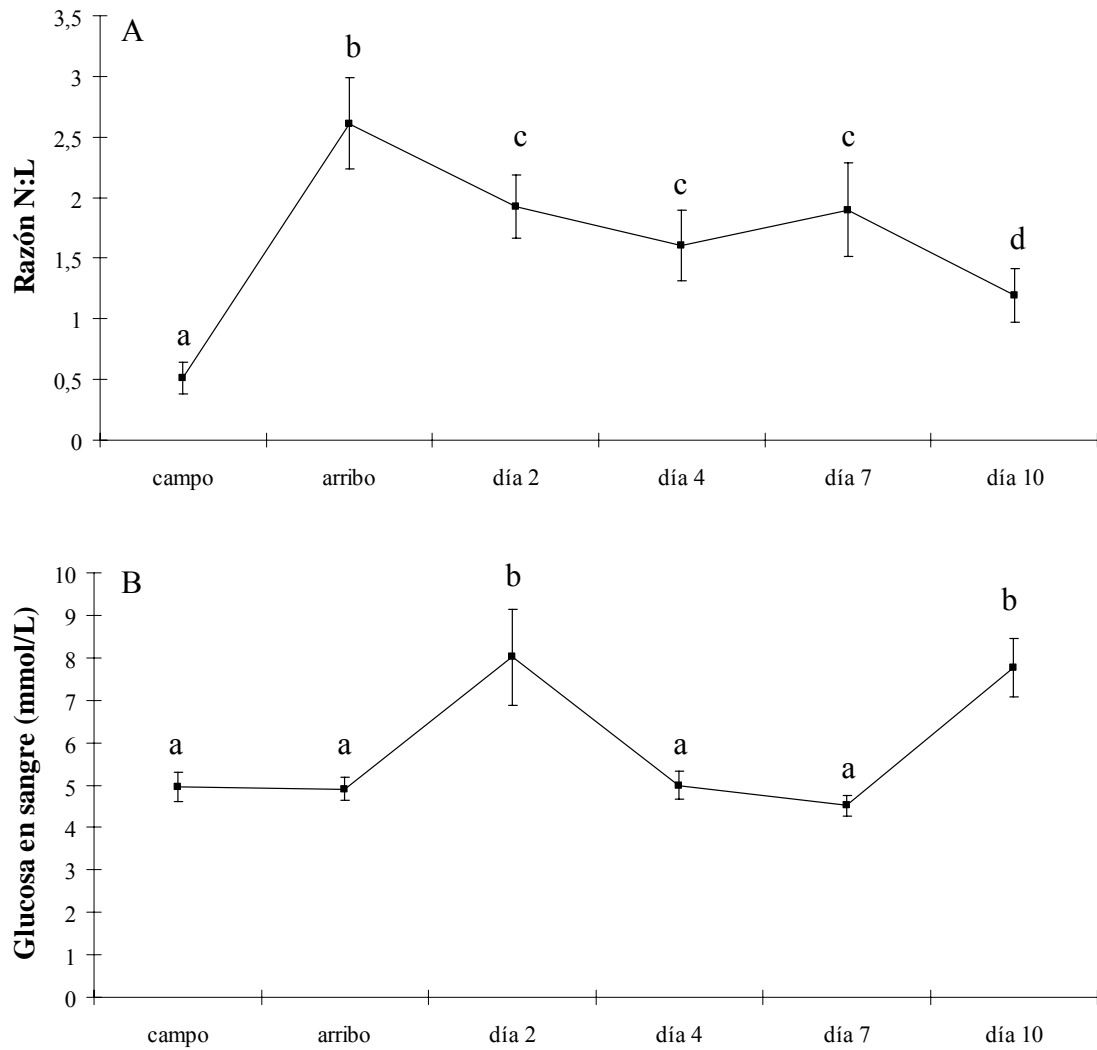 A
Razón N:L
3,5
3
2,5
2
1,5
1
0,5
0
a
b
c
c
c
d
campo arribo día 2 día 4 día 7 día 10
B
Glucosa en sangre (mmol/L)
10
9
8
7
6
5
4
3
2
1
0
a
a
b
a
a
b
campo arribo día 2 día 4 día 7 día 10